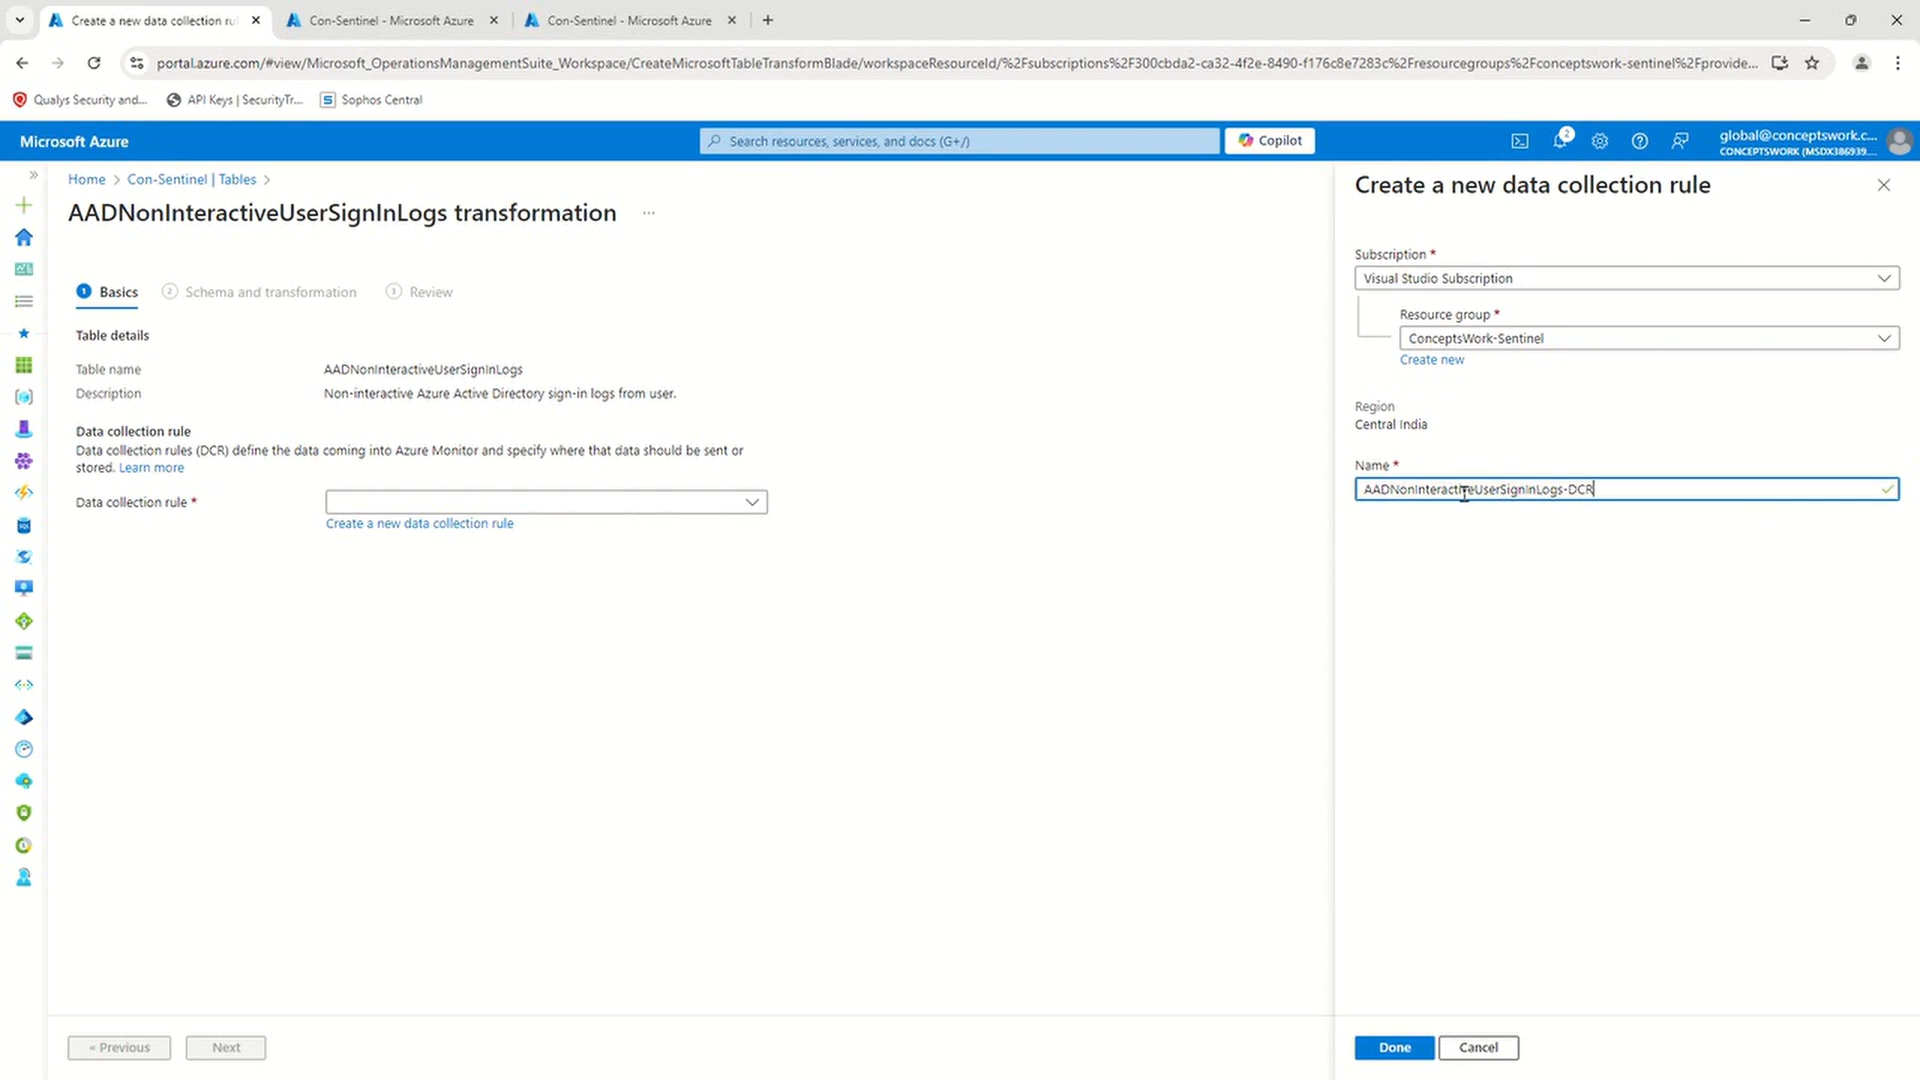 Create a new data collection ru
Con-Sentinel - Microsoft Azure
Con-Sentinel - Microsoft Azure
portal.azure.com/#view/Microsoft_OperationsManagementSuite_Workspace/CreateMicrosoftTableTransformBlade/workspaceResourceId/%2Fsubscriptions%2F300cbda2-ca32-4f2e-8490-f176c8e7283c%2Fresourcegroups%2Fconceptswork-sentinel%2Fprovide...
Qualys Security and...
API Keys | SecurityTr...
Sophos Central
Microsoft Azure
Search resources, services, and docs (G+/)
Copilot
2
global@conceptswork.c...
CONCEPTSWORK (MSDX386939....
Home > Con-Sentinel | Tables >
AADNonInteractiveUserSignInLogs transformation ...
1 Basics
2 Schema and transformation
3 Review
Table details
Table name AADNonInteractiveUserSignInLogs
Description Non-interactive Azure Active Directory sign-in logs from user.
Data collection rule
Data collection rules (DCR) define the data coming into Azure Monitor and specify where that data should be sent or
stored. Learn more
Data collection rule *
Create a new data collection rule
« Previous
Next
Create a new data collection rule
Subscription *
Visual Studio Subscription
Resource group *
ConceptsWork-Sentinel
Create new
Region
Central India
Name *
AADNonInteractiveUserSignInLogs-DCR
Done
Cancel